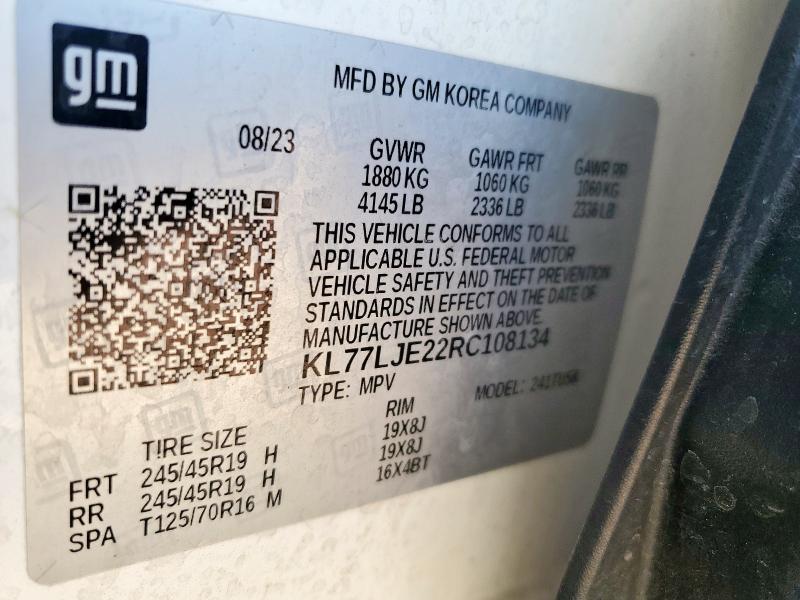 gm
MFD BY GM KOREA COMPANY
08/23
GVWR GAWR FRT GAWR RR
1880 KG 1060 KG 1060 KG
4145 LB 2336 LB 2336 LB
THIS VEHICLE CONFORMS TO ALL
APPLICABLE U.S. FEDERAL MOTOR
VEHICLE SAFETY AND THEFT PREVENTION
STANDARDS IN EFFECT ON THE DATE OF
MANUFACTURE SHOWN ABOVE.
KL77LJE22RC108134
TYPE: MPV MODEL:
TIRE SIZE RIM
FRT 245/45R19 H 19X8J
RR 245/45R19 H 19X8J
SPA T125/70R16 M 16X4BT